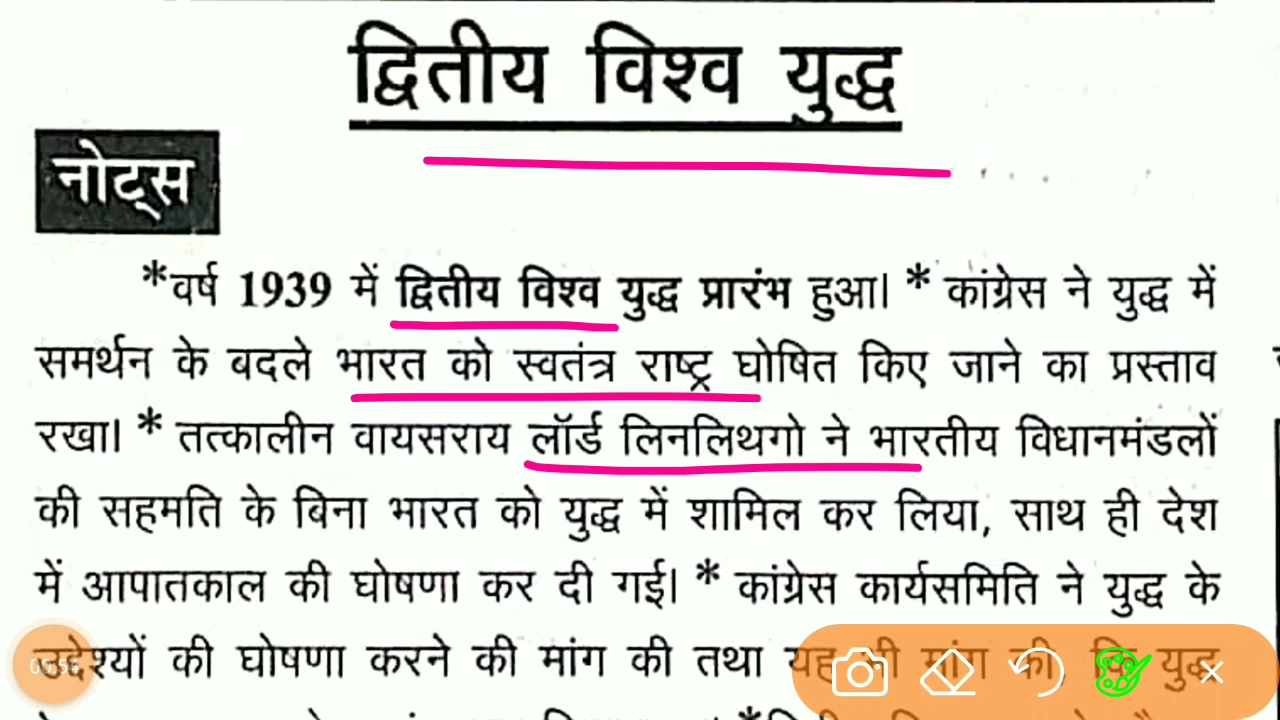 द्वितीय विश्व युद्ध
नोट्स
*वर्ष 1939 में द्वितीय विश्व युद्ध प्रारंभ हुआ। * कांग्रेस ने युद्ध में
समर्थन के बदले भारत को स्वतंत्र राष्ट्र घोषित किए जाने का प्रस्ताव
रखा। * तत्कालीन वायसराय लॉर्ड लिनलिथगो ने भारतीय विधानमंडलों
की सहमति के बिना भारत को युद्ध में शामिल कर लिया, साथ ही देश
में आपातकाल की घोषणा कर दी गई। * कांग्रेस कार्यसमिति ने युद्ध के
उद्देश्यों की घोषणा करने की मांग की तथा यह भी मांग की, कि युद्ध